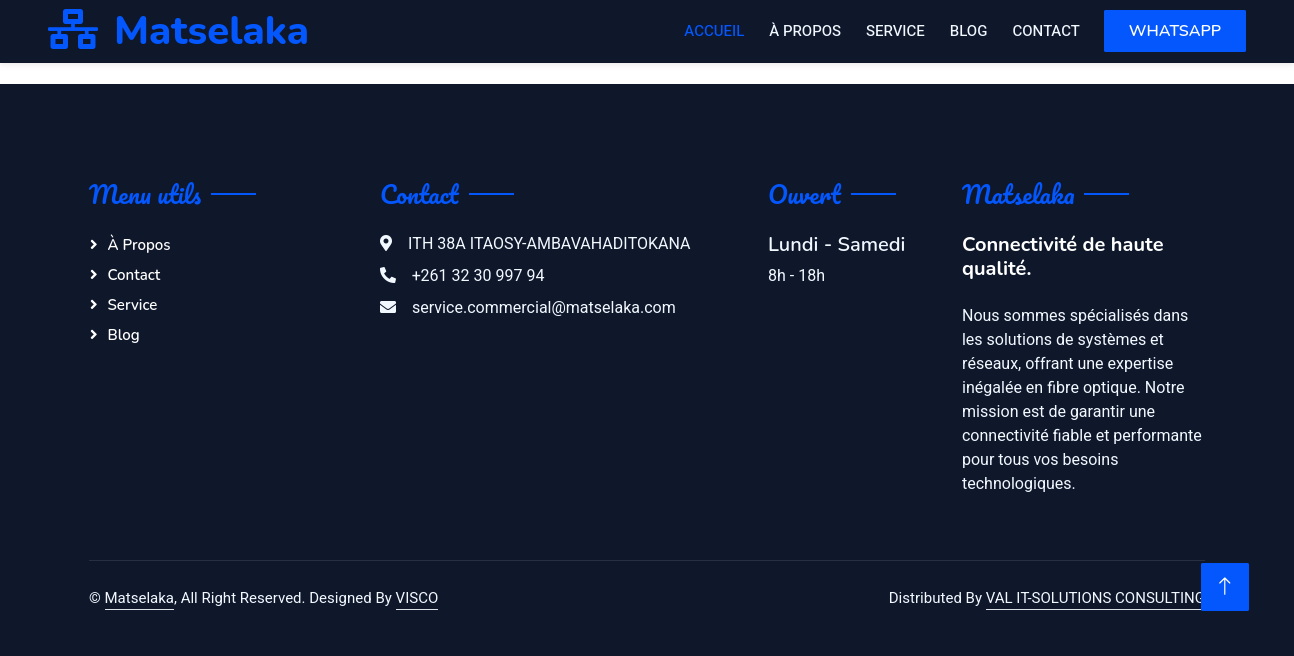 Matselaka
ACCUEIL
À PROPOS
SERVICE
BLOG
CONTACT
WHATSAPP
Menu utils
À Propos
Contact
Service
Blog
Contact
ITH 38A ITAOSY-AMBAVAHADITOKANA
+261 32 30 997 94
service.commercial@matselaka.com
Ouvert
Lundi - Samedi
8h - 18h
Matselaka
Connectivité de haute
qualité.
Nous sommes spécialisés dans
les solutions de systèmes et
réseaux, offrant une expertise
inégalée en fibre optique. Notre
mission est de garantir une
connectivité fiable et performante
pour tous vos besoins
technologiques.
© Matselaka, All Right Reserved. Designed By VISCO
Distributed By VAL IT-SOLUTIONS CONSULTING